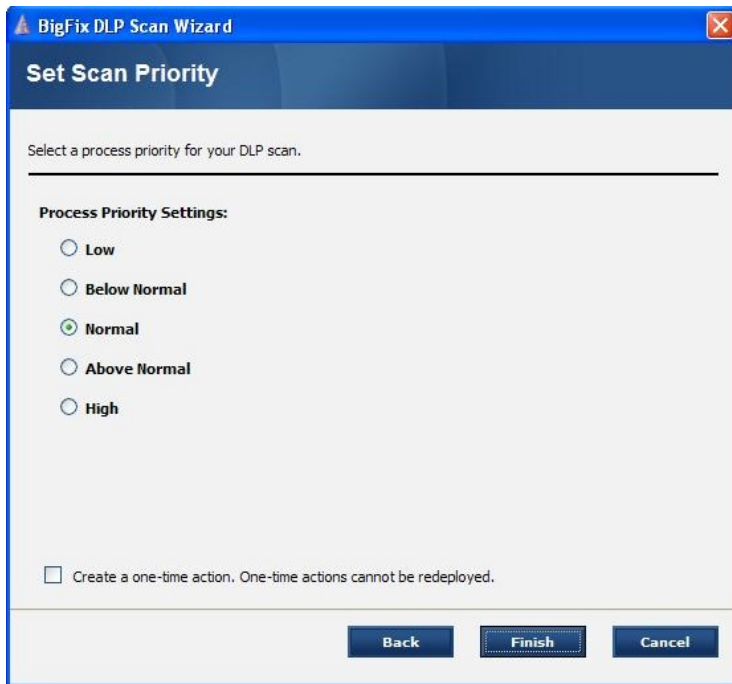 BigFix DLP Scan Wizard
Set Scan Priority
Select a process priority for your DLP scan.
Process Priority Settings:
Low
Below Normal
Normal
Above Normal
High
Create a one-time action. One-time actions cannot be redeployed.
Back Finish Cancel